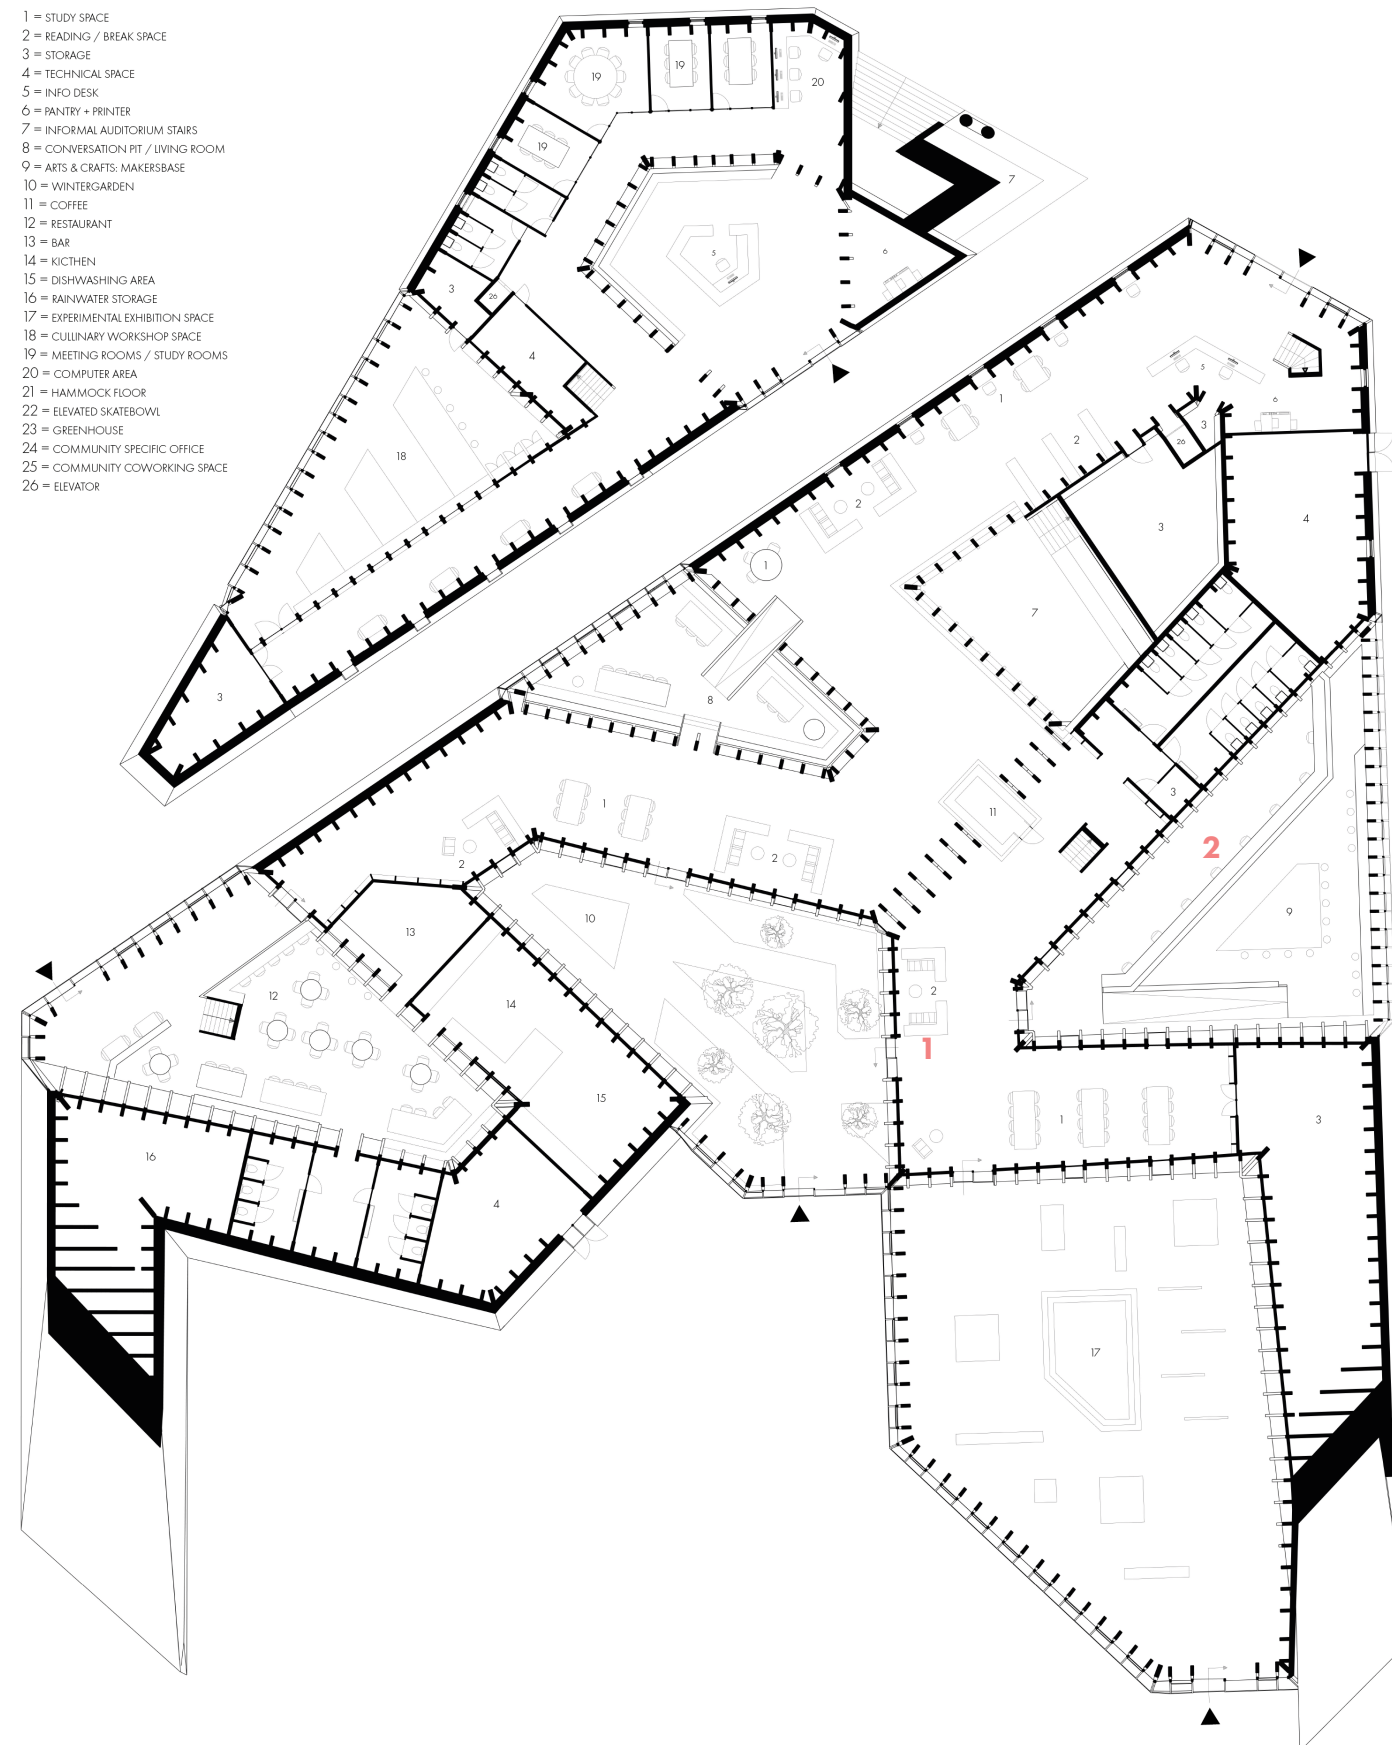 1 = STUDY SPACE
2 = READING / BREAK SPACE
3 = STORAGE
4 = TECHNICAL SPACE
5 = INFO DESK
6 = PANTRY + PRINTER
7 = INFORMAL AUDITORIUM STAIRS
8 = CONVERSATION PIT / LIVING ROOM
9 = ARTS & CRAFTS: MAKERSBASE
10 = WINTERGARDEN
11 = COFFEE
12 = RESTAURANT
13 = BAR
14 = KICTHEN
15 = DISHWASHING AREA
16 = RAINWATER STORAGE
17 = EXPERIMENTAL EXHIBITION SPACE
18 = CULLINARY WORKSHOP SPACE
19 = MEETING ROOMS / STUDY ROOMS
20 = COMPUTER AREA
21 = HAMMOCK FLOOR
22 = ELEVATED SKATEBOWL
23 = GREENHOUSE
24 = COMMUNITY SPECIFIC OFFICE
25 = COMMUNITY COWORKING SPACE
26 = ELEVATOR
19
19
20
19
7
5
6
3
26
4
18
3
5
1
6
2
3
26
2
3
4
1
7
8
3
1
11
2
2
2
9
13
10
12
14
2
1
15
1
3
16
4
17